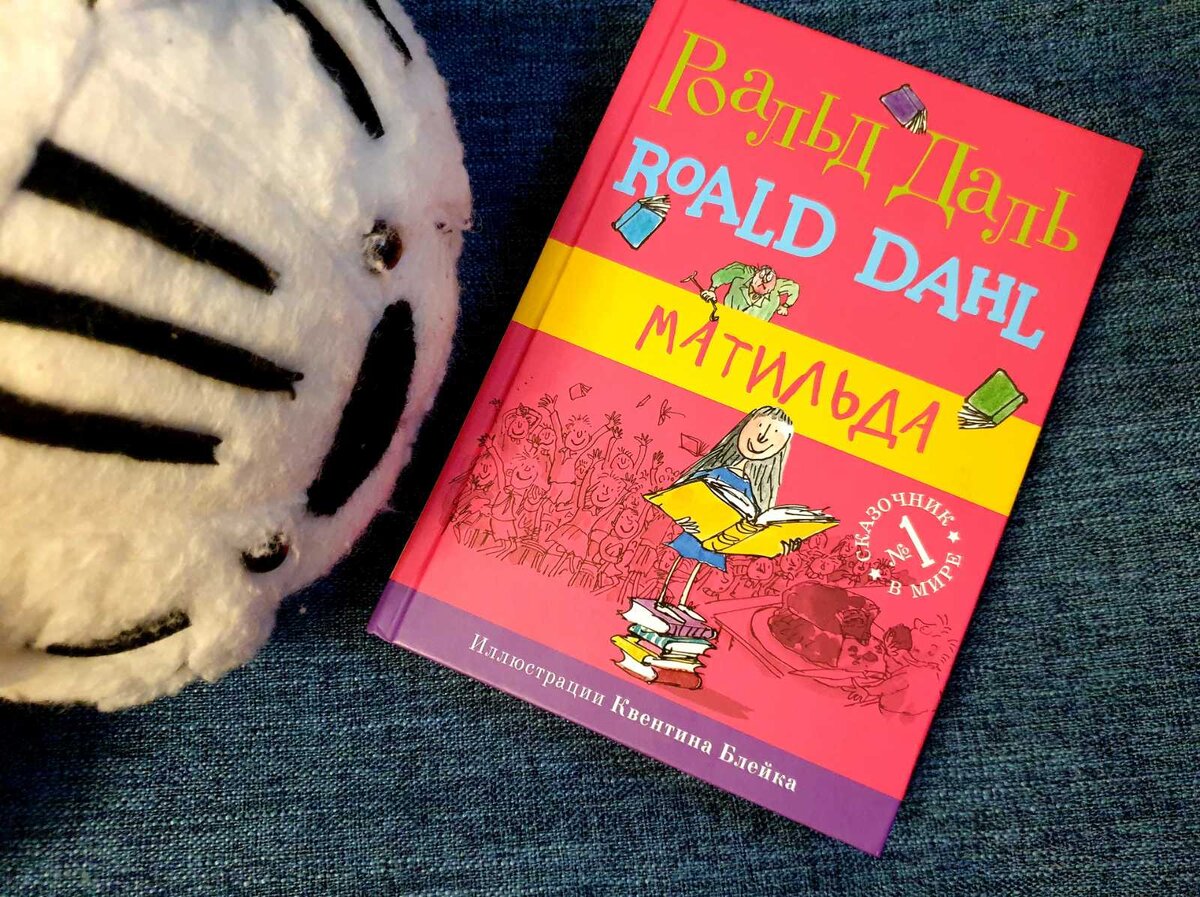 Роальд Даль
ROALD DAHL
МАТИЛЬДА
СКАЗОЧНИК
№1
В МИРЕ
Иллюстрации Квентина Блейка